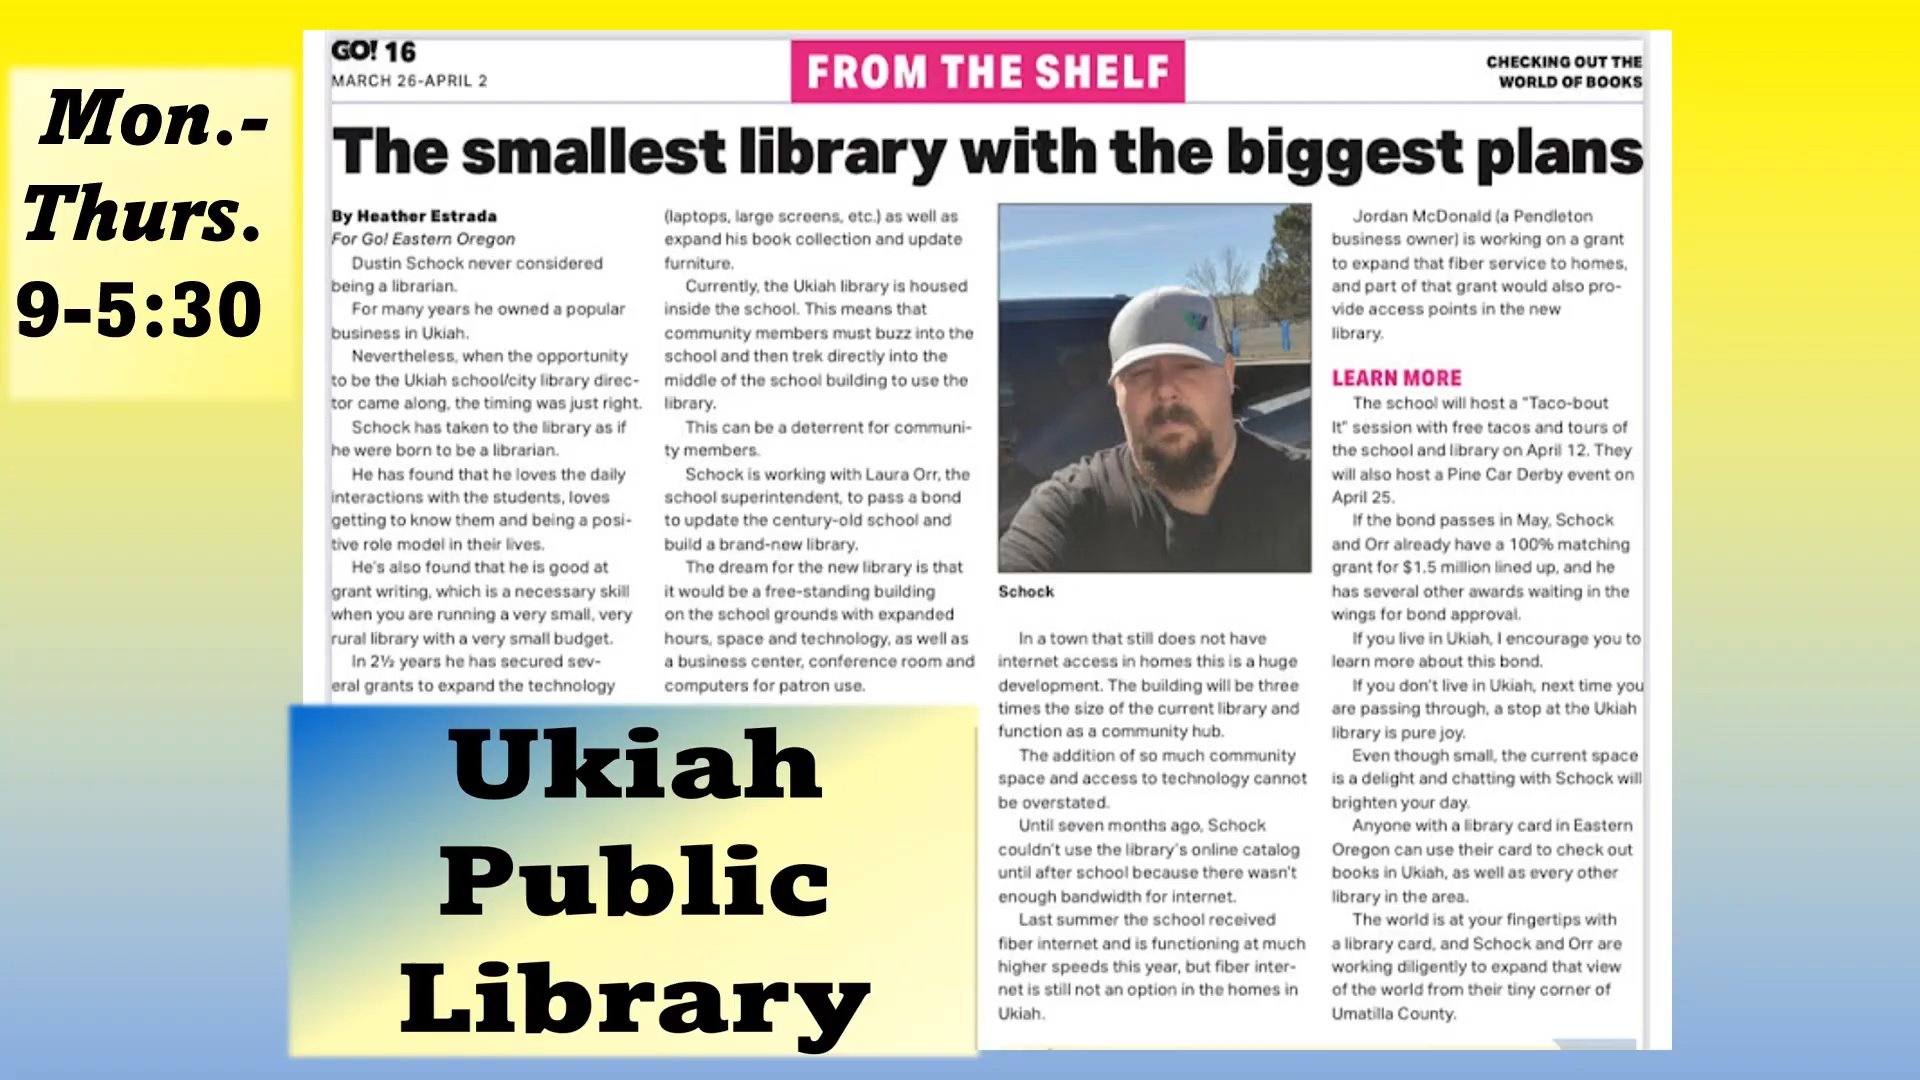 Mon.-
Thurs.
9-5:30
GO! 16
MARCH 26-APRIL 2
FROM THE SHELF
CHECKING OUT THE
WORLD OF BOOKS
The smallest library with the biggest plans
By Heather Estrada
For Go! Eastern Oregon
Dustin Schock never considered
being a librarian.
For many years he owned a popular
business in Ukiah.
Nevertheless, when the opportunity
to be the Ukiah school/city library direc-
tor came along, the timing was just right.
Schock has taken to the library as if
he were born to be a librarian.
He has found that he loves the daily
interactions with the students, loves
getting to know them and being a posi-
tive role model in their lives.
He's also found that he is good at
grant writing, which is a necessary skill
when you are running a very small, very
rural library with a very small budget.
In 2½ years he has secured sev-
eral grants to expand the technology
(laptops, large screens, etc.) as well as
expand his book collection and update
furniture.
Currently, the Ukiah library is housed
inside the school. This means that
community members must buzz into the
school and then trek directly into the
middle of the school building to use the
library.
This can be a deterrent for communi-
ty members.
Schock is working with Laura Orr, the
school superintendent, to pass a bond
to update the century-old school and
build a brand-new library.
The dream for the new library is that
it would be a free-standing building
on the school grounds with expanded
hours, space and technology, as well as
a business center, conference room and
computers for patron use.
Schock
In a town that still does not have
internet access in homes this is a huge
development. The building will be three
times the size of the current library and
function as a community hub.
The addition of so much community
space and access to technology cannot
be overstated.
Until seven months ago, Schock
couldn't use the library's online catalog
until after school because there wasn't
enough bandwidth for internet.
Last summer the school received
fiber internet and is functioning at much
higher speeds this year, but fiber inter-
net is still not an option in the homes in
Ukiah.
Jordan McDonald (a Pendleton
business owner) is working on a grant
to expand that fiber service to homes,
and part of that grant would also pro-
vide access points in the new
library.
LEARN MORE
The school will host a "Taco-bout
It" session with free tacos and tours of
the school and library on April 12. They
will also host a Pine Car Derby event on
April 25.
If the bond passes in May, Schock
and Orr already have a 100% matching
grant for $1.5 million lined up, and he
has several other awards waiting in the
wings for bond approval.
If you live in Ukiah, I encourage you to
learn more about this bond.
If you don't live in Ukiah, next time you
are passing through, a stop at the Ukiah
library is pure joy.
Even though small, the current space
is a delight and chatting with Schock will
brighten your day.
Anyone with a library card in Eastern
Oregon can use their card to check out
books in Ukiah, as well as every other
library in the area.
The world is at your fingertips with
a library card, and Schock and Orr are
working diligently to expand that view
of the world from their tiny corner of
Umatilla County.
Ukiah
Public
Library